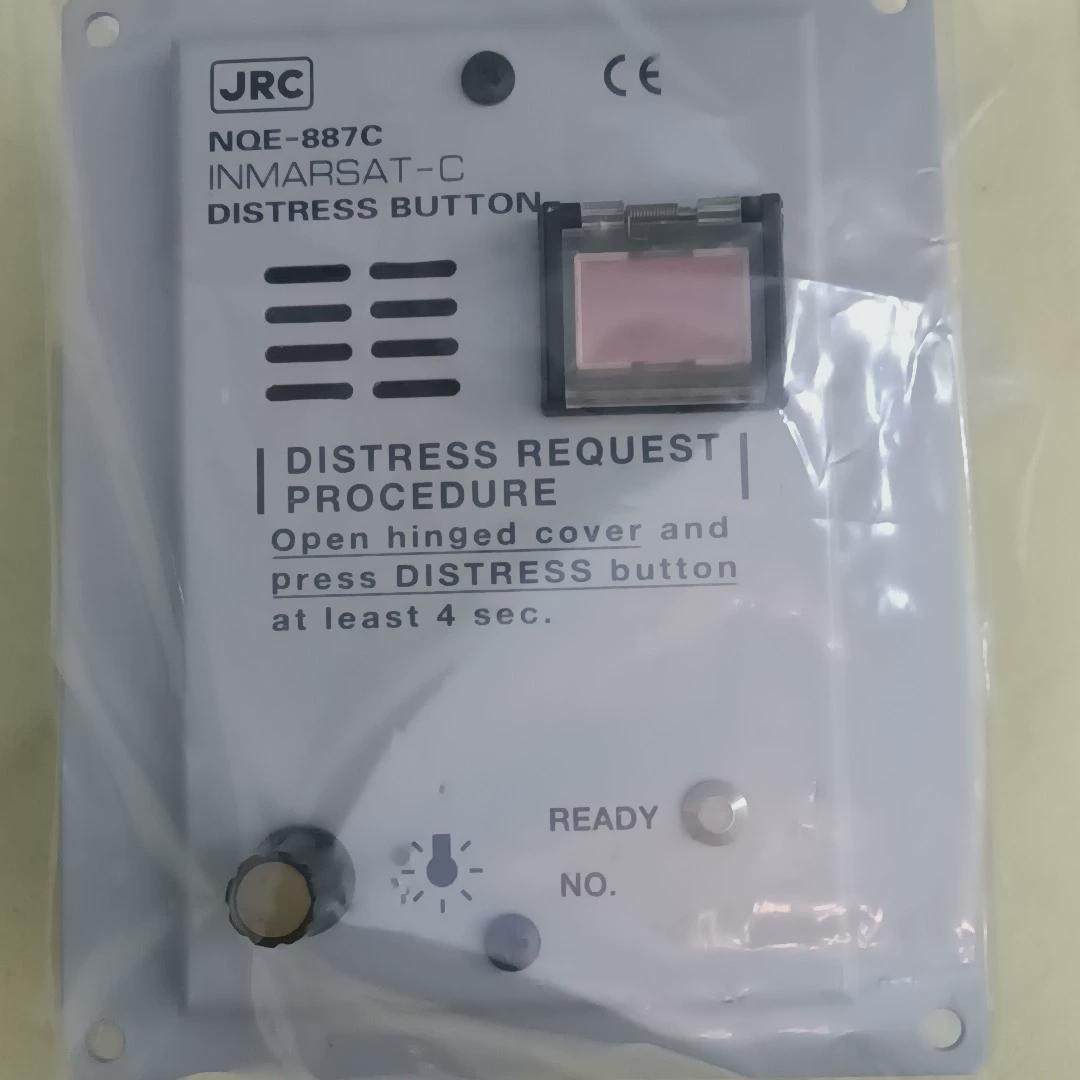 JRC
CE
NQE-887C
INMARSAT-C
DISTRESS BUTTON
DISTRESS REQUEST
PROCEDURE
Open hinged cover and
press DISTRESS button
at least 4 sec.
READY
NO.